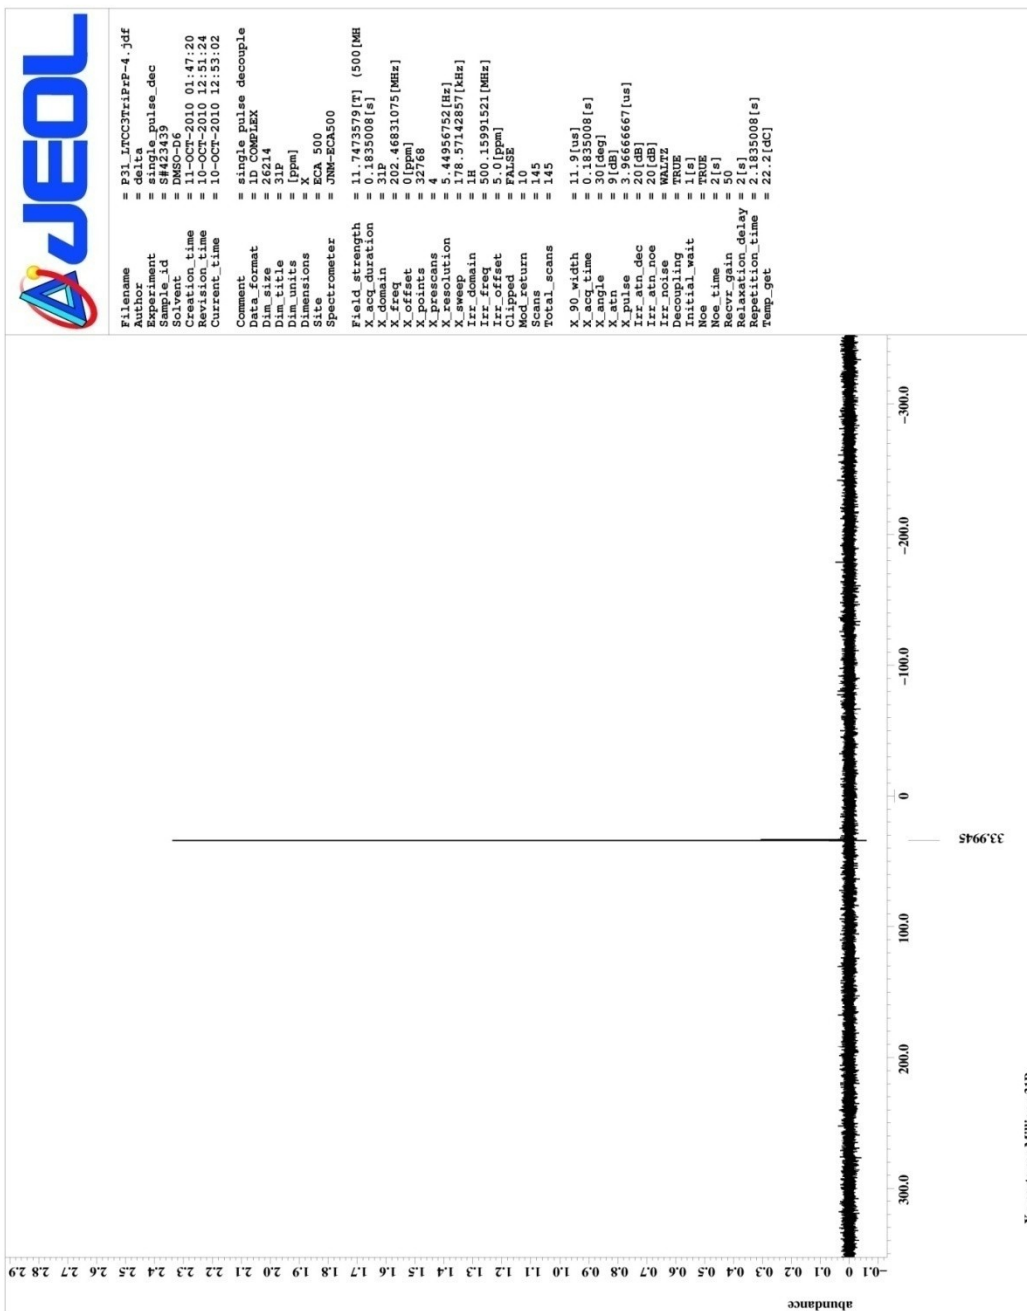 JEOL
Filename = P31_LTCC3TriPrP-4.jdf
Author = delta
Experiment = single_pulse_dec
Sample_id = S#423439
Solvent = DMSO-D6
Creation_time = 11-OCT-2010 01:47:20
Revision_time = 10-OCT-2010 12:51:24
Current_time = 10-OCT-2010 12:53:02
Comment = single pulse decouple
Data_format = 1D COMPLEX
Dim_size = 26214
Dim_title = 31P
Dim_units = [ppm]
Dimensions = X
Site = ECA 500
Spectrometer = JNM-ECA500
Field_strength = 11.7473579[T] (500[MH
X_acq_duration = 0.1835008[s]
X_domain = 31P
X_freq = 202.46831075[MHz]
X_offset = 0[ppm]
X_points = 32768
X_prescans = 4
X_resolution = 5.44956752[Hz]
X_sweep = 178.57142857[kHz]
Irr_domain = 1H
Irr_freq = 500.15991521[MHz]
Irr_offset = 5.0[ppm]
Clipped = FALSE
Mod_return = 10
Scans = 145
Total_scans = 145
X_90_width = 11.9[us]
X_acq_time = 0.1835008[s]
X_angle = 30[deg]
X_atn = 9[dB]
X_pulse = 3.96666667[us]
Irr_atn_dec = 20[dB]
Irr_atn_noe = 20[dB]
Irr_noise = WALTZ
Decoupling = TRUE
Initial_wait = 1[s]
Noe = TRUE
Noe_time = 2[s]
Recvr_gain = 50
Relaxation_delay = 2[s]
Repetition_time = 2.1835008[s]
Temp_get = 22.2[dC]
abundance
2.9
2.8
2.7
2.6
2.5
2.4
2.3
2.2
2.1
2.0
1.9
1.8
1.7
1.6
1.5
1.4
1.3
1.2
1.1
1.0
0.9
0.8
0.7
0.6
0.5
0.4
0.3
0.2
0.1
0
-0.1
300.0 200.0 100.0 0 -100.0 -200.0 -300.0
33.9945